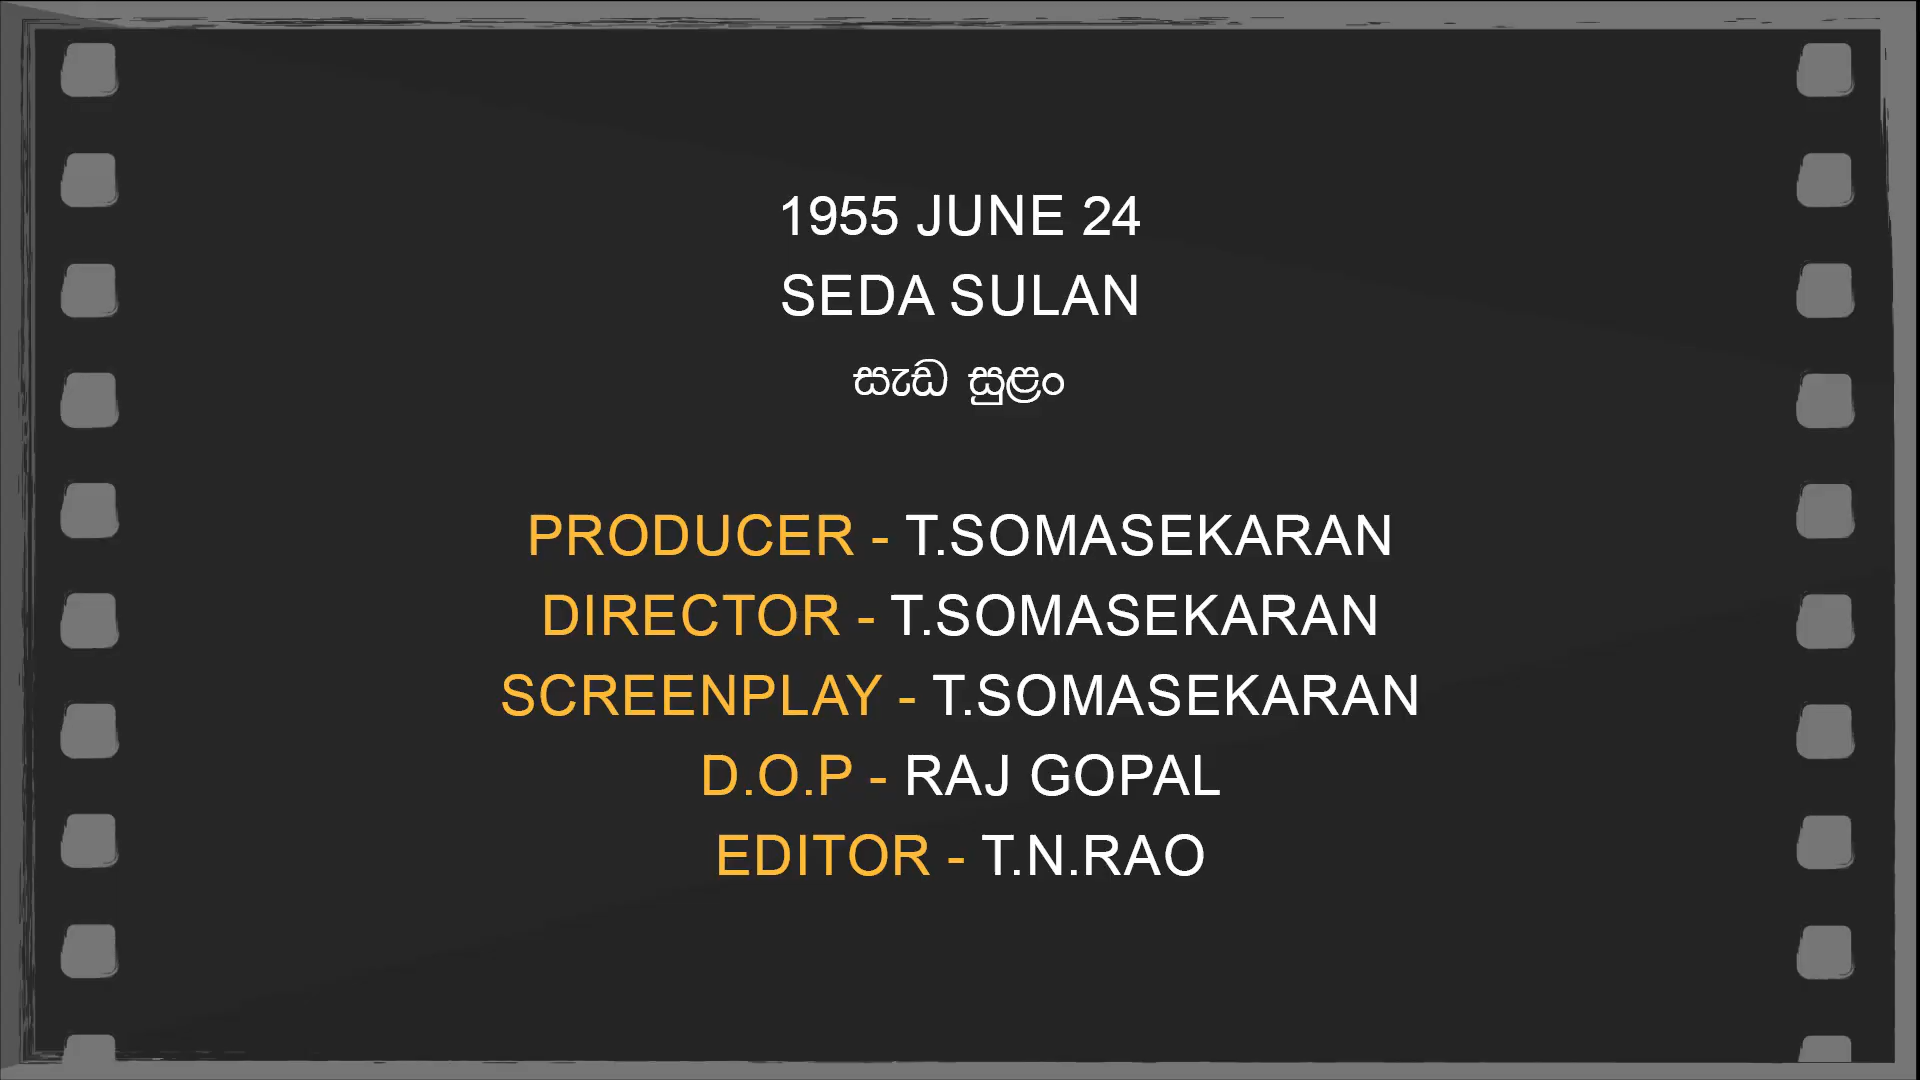 1955 JUNE 24
SEDA SULAN
සැඩ සුළං
PRODUCER - T.SOMASEKARAN
DIRECTOR - T.SOMASEKARAN
SCREENPLAY - T.SOMASEKARAN
D.O.P - RAJ GOPAL
EDITOR - T.N.RAO